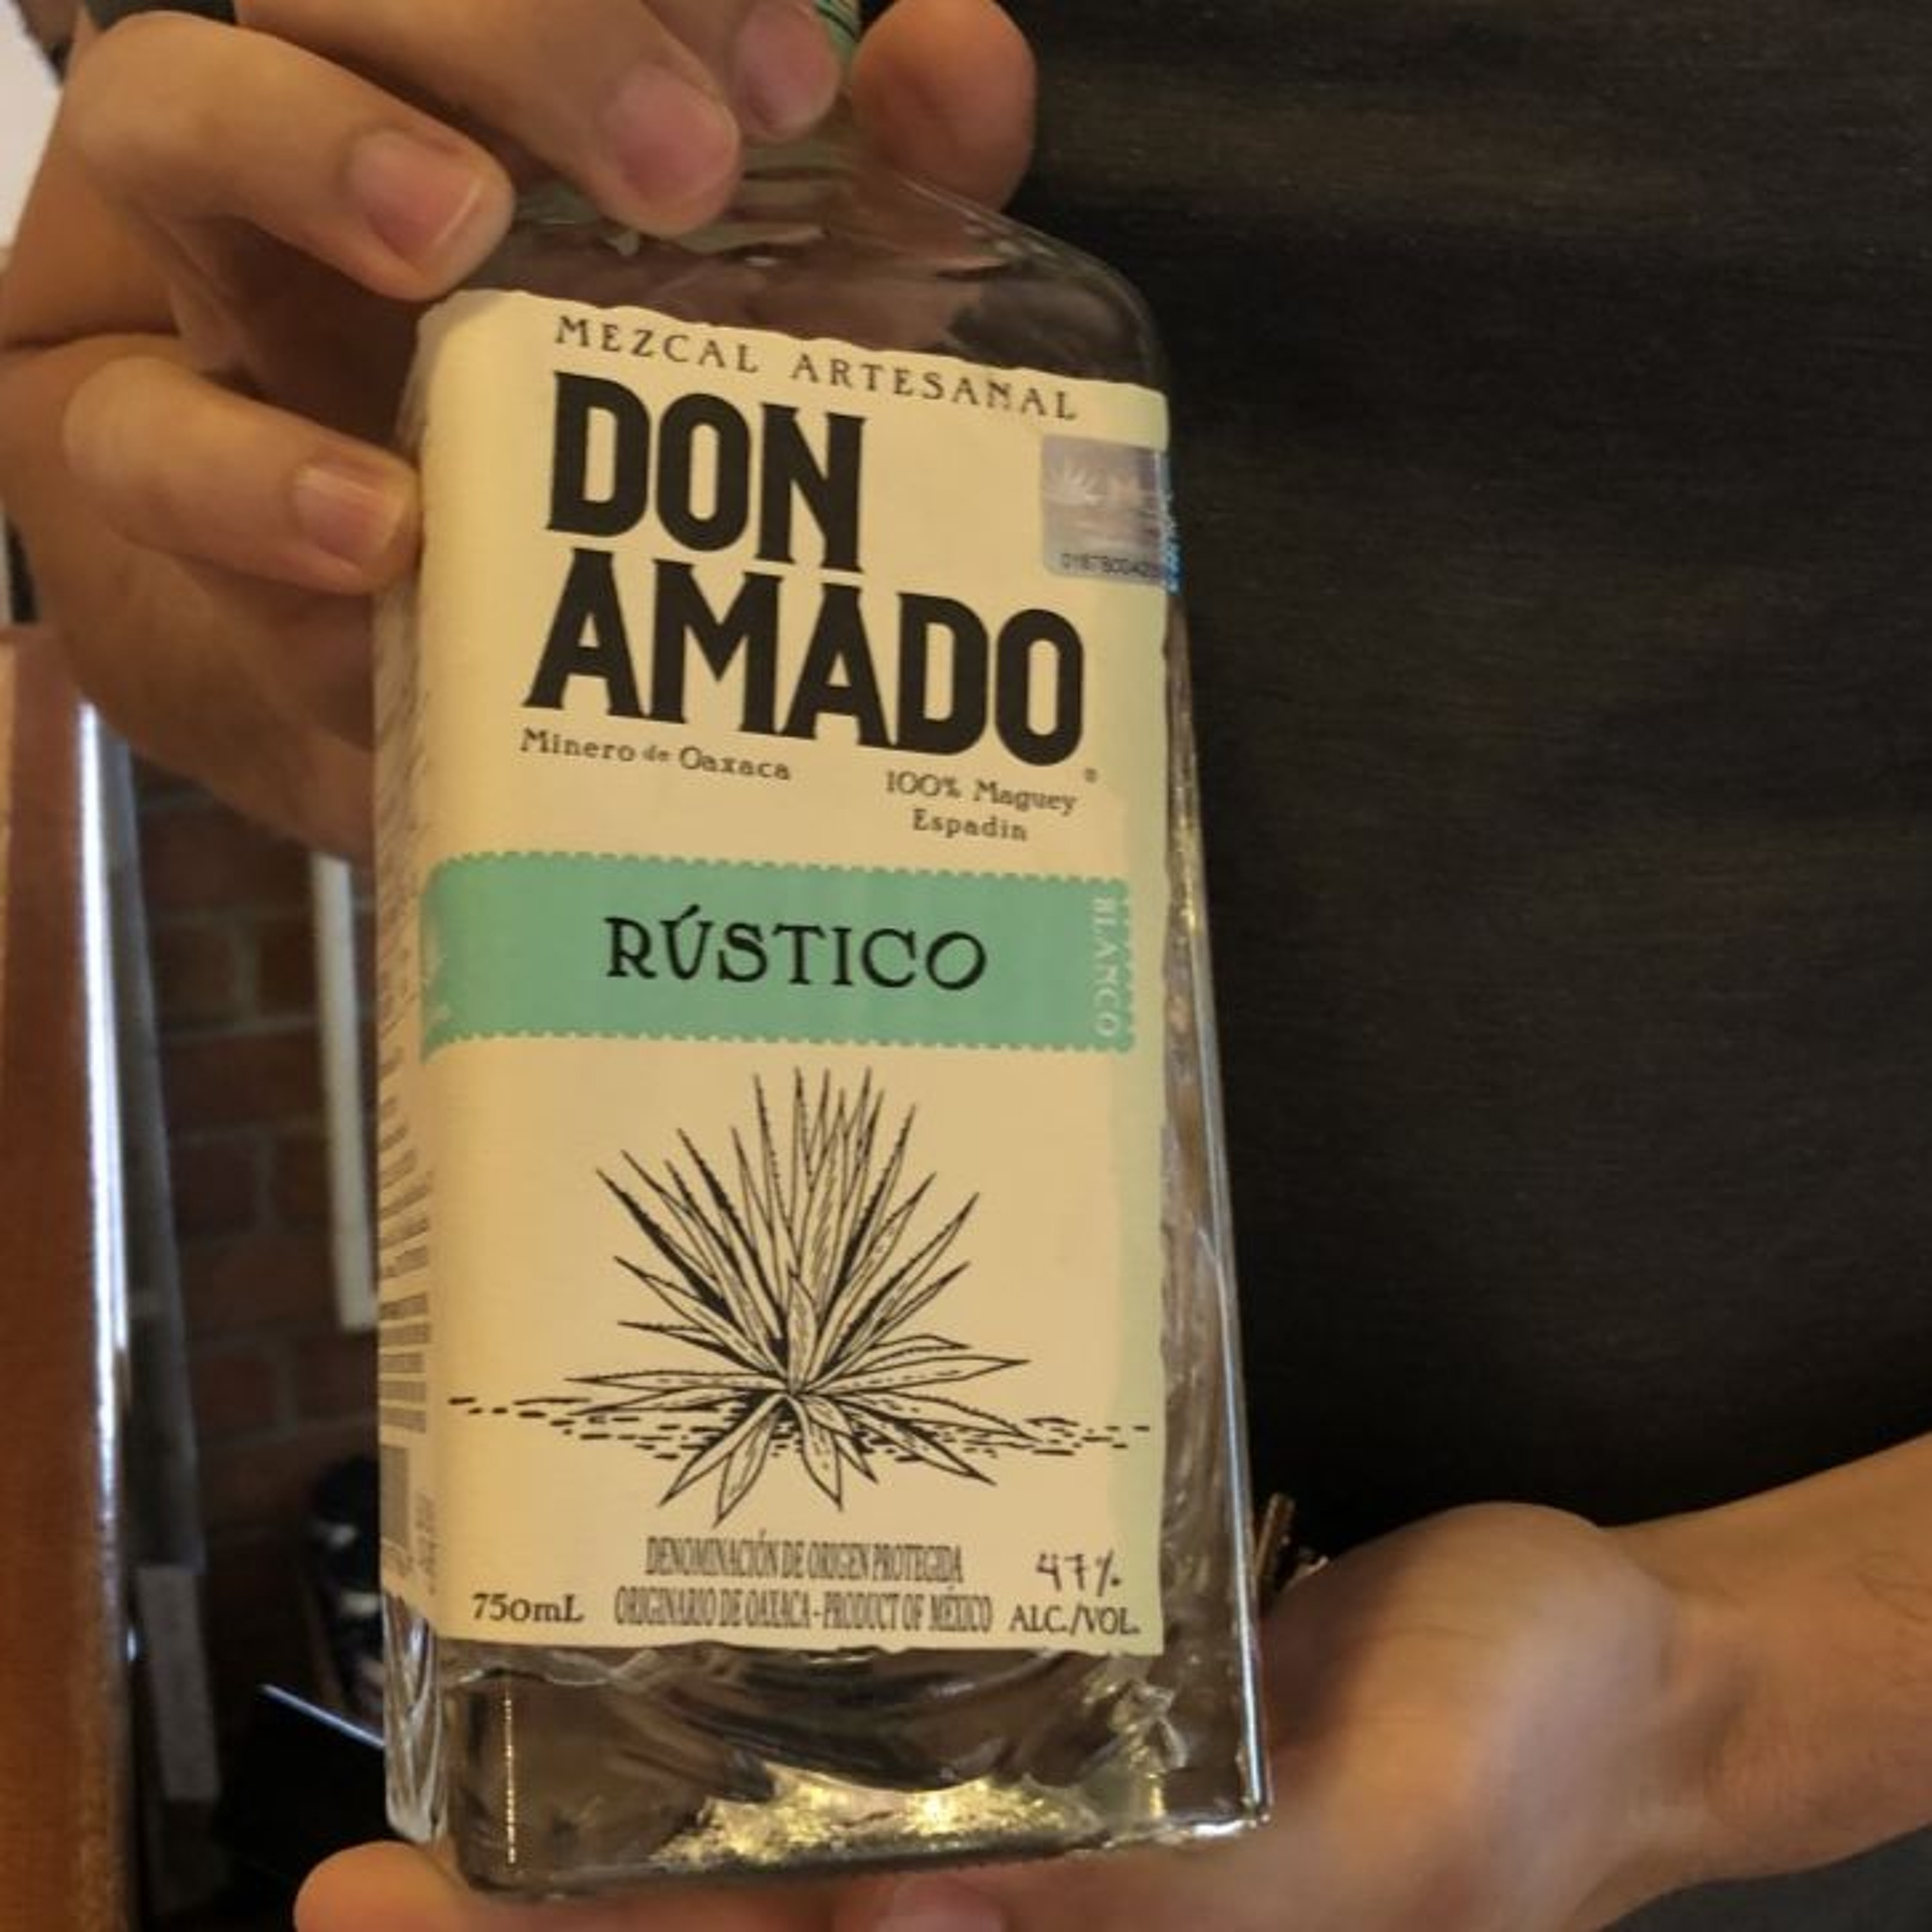 MEZCAL ARTESANAL
DON
AMADO
Minero de Oaxaca
100% Maguey
Espadín
RÚSTICO
BLANCO
DENOMINACIÓN DE ORIGEN PROTEGIDA
ORIGINARIO DE OAXACA - PRODUCT OF MÉXICO
750mL
47%
ALC./VOL.